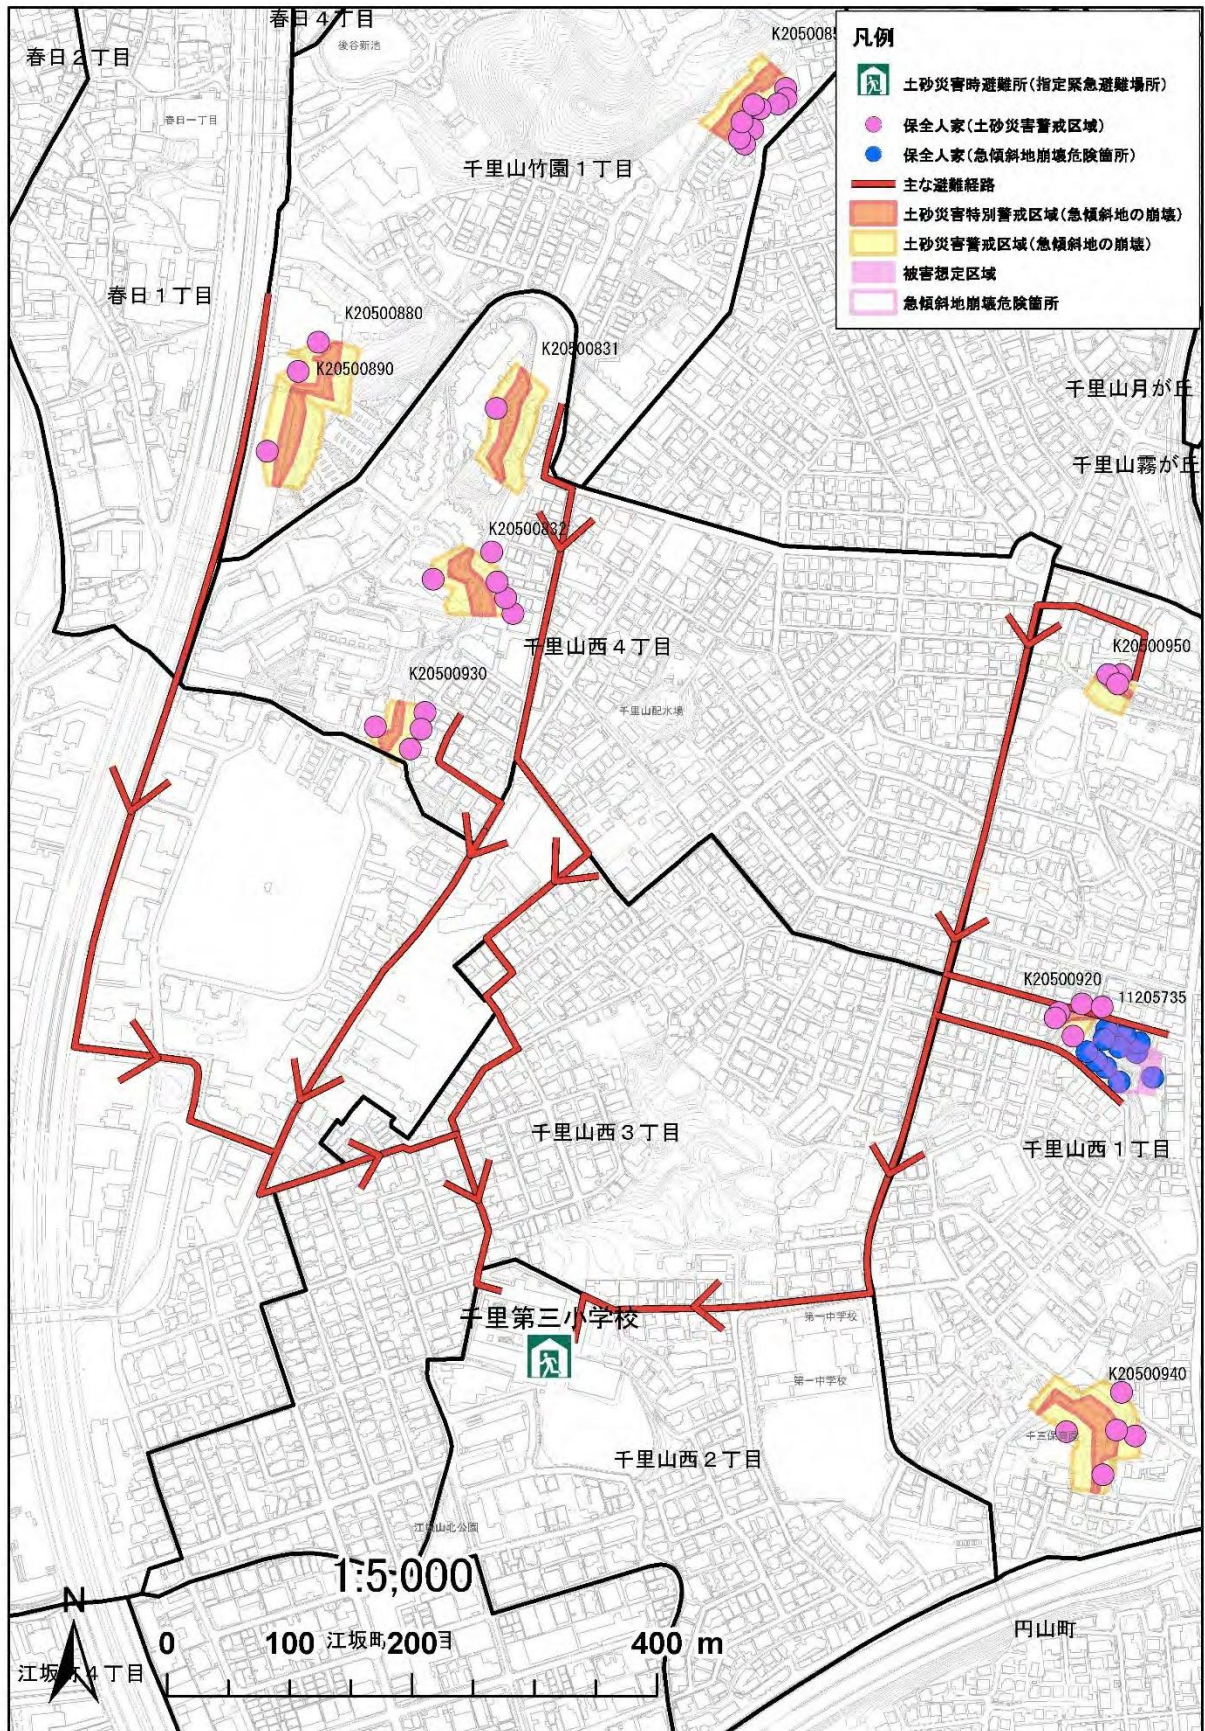 春日４丁目
春日２丁目
後谷新池
春日一丁目
千里山竹園１丁目
凡例
土砂災害時避難所(指定緊急避難場所)
保全人家(土砂災害警戒区域)
保全人家(急傾斜地崩壊危険箇所)
主な避難経路
土砂災害特別警戒区域(急傾斜地の崩壊)
土砂災害警戒区域(急傾斜地の崩壊)
被害想定区域
急傾斜地崩壊危険箇所
春日１丁目
K20500880
K20500890
K20500831
千里山月が丘
千里山霧が丘
K20500832
千里山西４丁目
K20500950
K20500930
千里山配水場
K20500920
11205735
千里山西３丁目
千里山西１丁目
千里第三小学校
第一中学校
第一中学校
K20500940
千里山西２丁目
1:5,000
N
0 100 200 400 m
円山町
江坂町４丁目